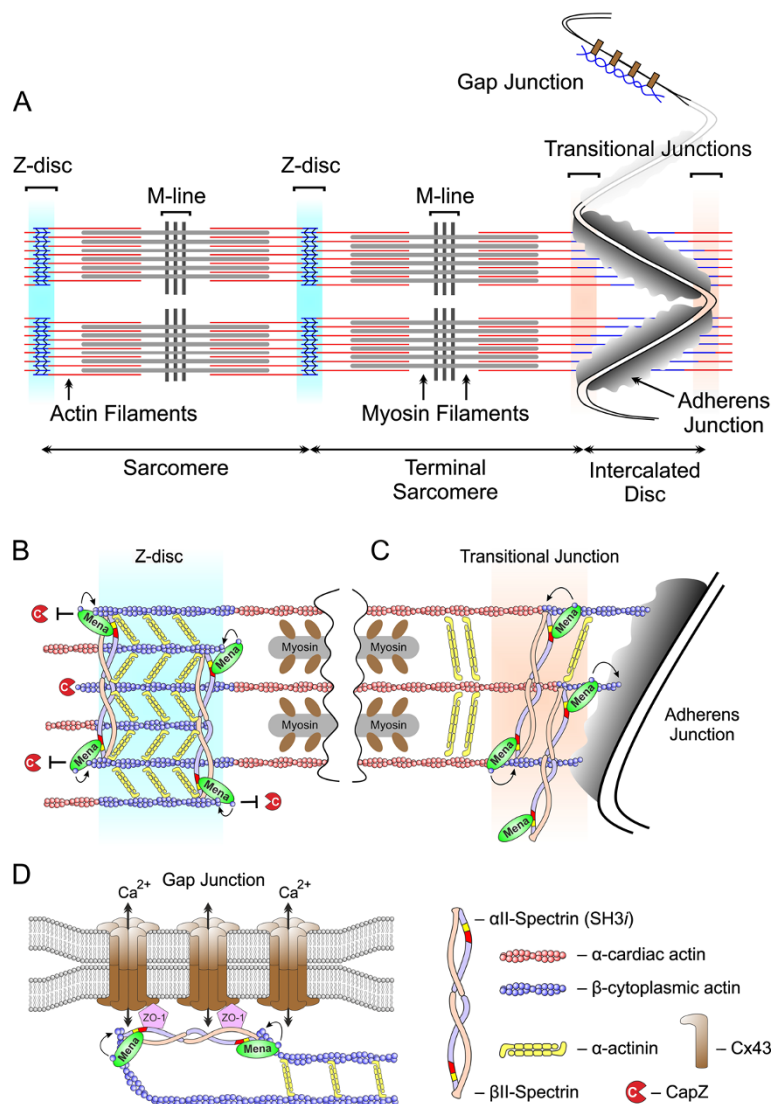 Gap Junction
A
Transitional Junctions
Z-disc
Z-disc
M-line
M-line
Actin Filaments
Myosin Filaments
Adherens
Junction
Sarcomere
Terminal
Sarcomere
Intercalated
Disc
B
Z-disc
C
Transitional Junction
C
Mena
Mena
Mena
Mena
C
C
Mena
Mena
C
Myosin
Myosin
Myosin
Myosin
Mena
Mena
Adherens
Junction
D
Gap Junction
Ca2+
Ca2+
ZO-1
ZO-1
Mena
Mena
– αII-Spectrin (SH3i)
– α-cardiac actin
– β-cytoplasmic actin
– α-actinin
– Cx43
– βII-Spectrin
C – CapZ